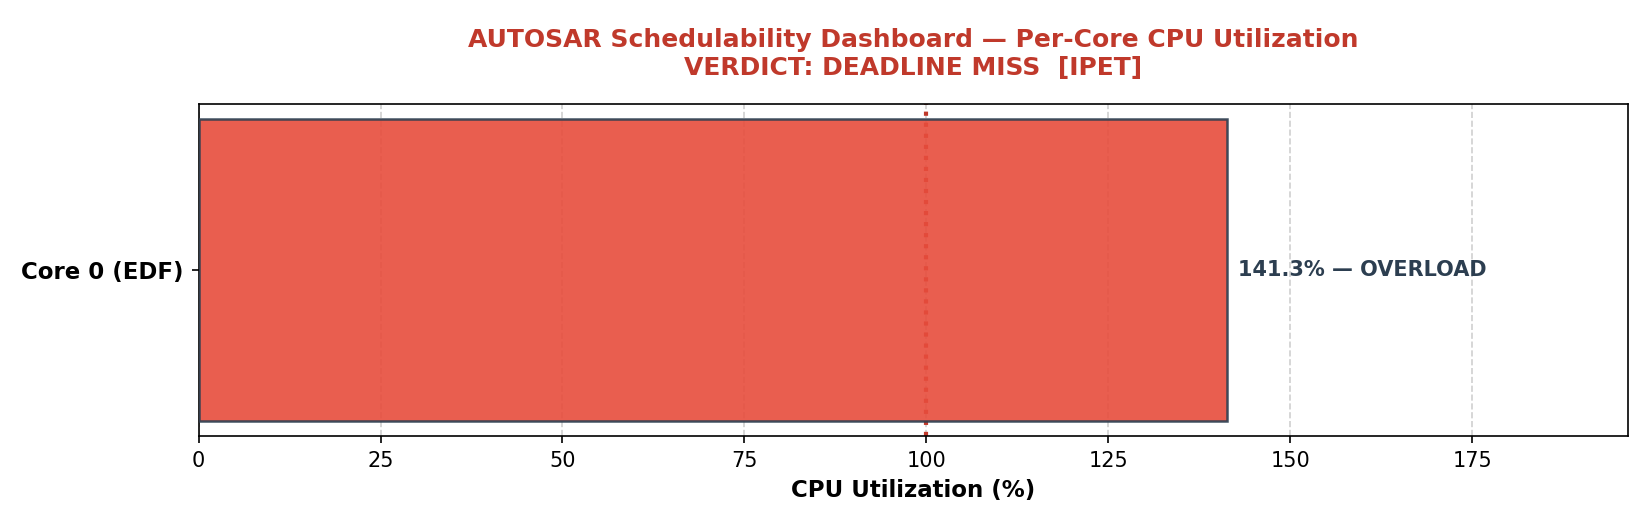 AUTOSAR Schedulability Dashboard — Per-Core CPU Utilization
VERDICT: DEADLINE MISS  [IPET]
Core 0 (EDF)
141.3% — OVERLOAD
0 25 50 75 100 125 150 175
CPU Utilization (%)